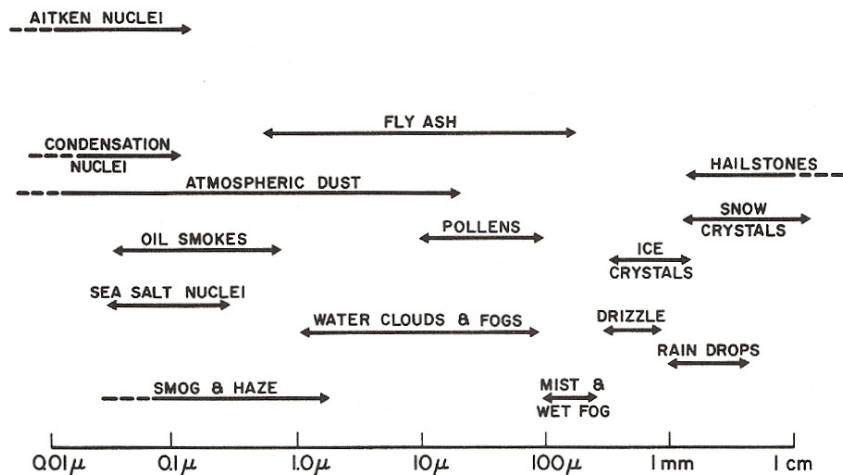 AITKEN NUCLEI
FLY ASH
CONDENSATION
NUCLEI
HAILSTONES
ATMOSPHERIC DUST
SNOW
CRYSTALS
POLLENS
OIL SMOKES
ICE
CRYSTALS
SEA SALT NUCLEI
WATER CLOUDS & FOGS
DRIZZLE
RAIN DROPS
SMOG & HAZE
MIST &
WET FOG
0.01μ 0.1μ 1.0μ 10μ 100μ 1 mm 1 cm